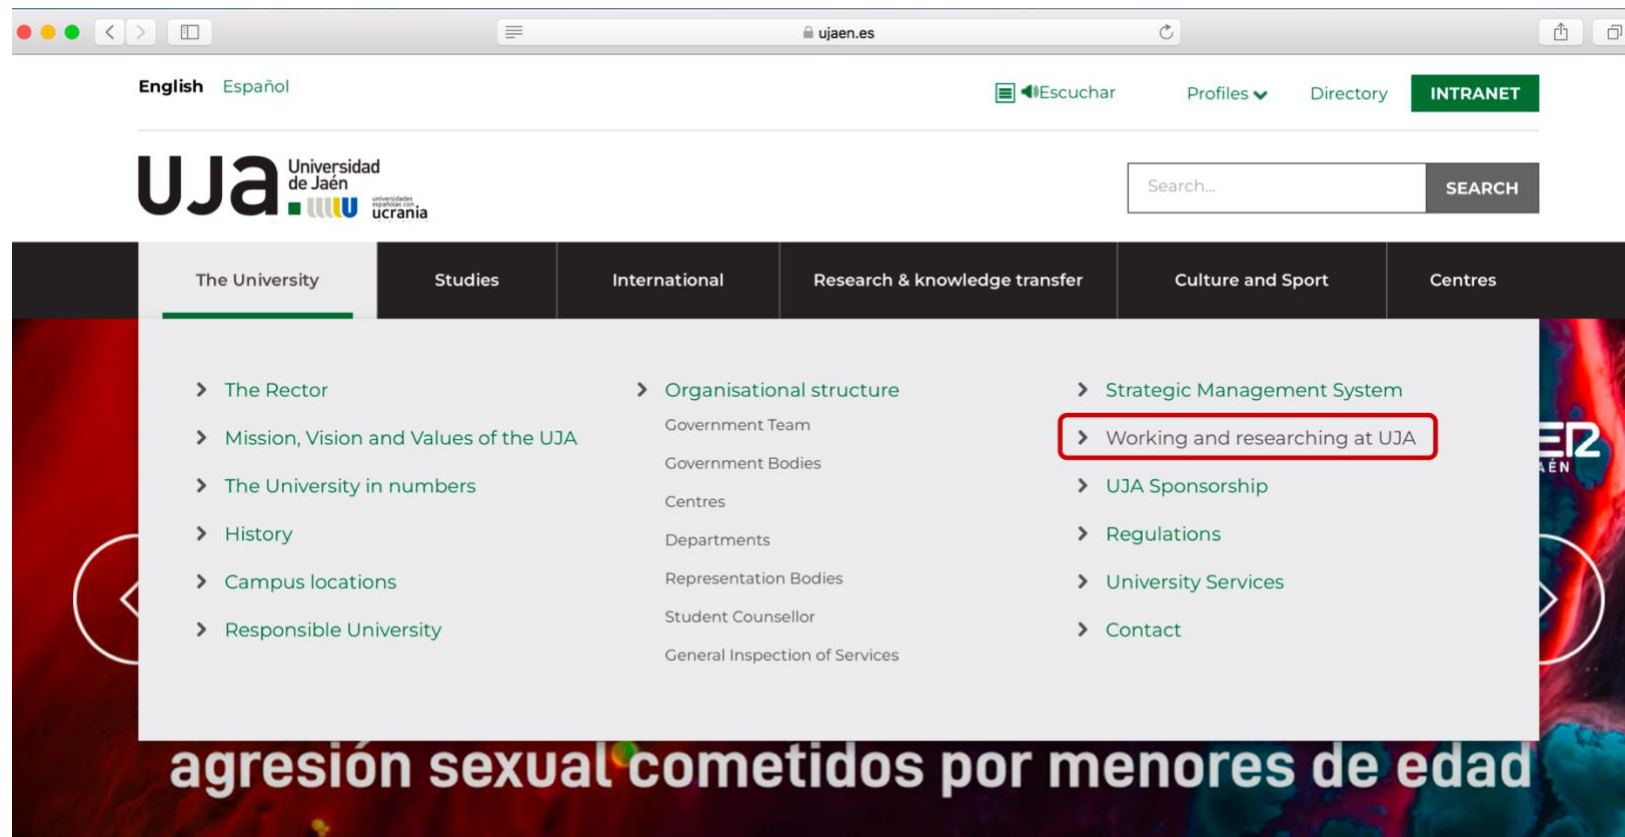 ujaen.es
English Español
Escuchar Profiles Directory INTRANET
uja. Universidad
de Jaén
universidades
españolas con
ucrania
Search... SEARCH
The University Studies International Research & knowledge transfer Culture and Sport Centres
The Rector
Mission, Vision and Values of the UJA
The University in numbers
History
Campus locations
Responsible University
Organisational structure
Government Team
Government Bodies
Centres
Departments
Representation Bodies
Student Counsellor
General Inspection of Services
Strategic Management System
Working and researching at UJA
UJA Sponsorship
Regulations
University Services
Contact
agresión sexual cometidos por menores de edad